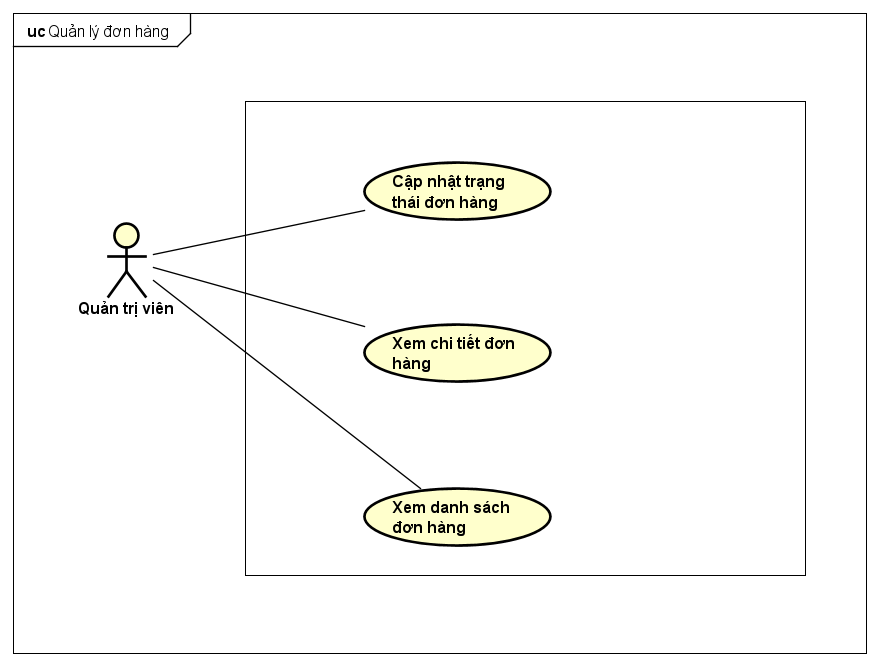 uc Quản lý đơn hàng
Cập nhật trạng
thái đơn hàng
Quản trị viên
Xem chi tiết đơn
hàng
Xem danh sách
đơn hàng